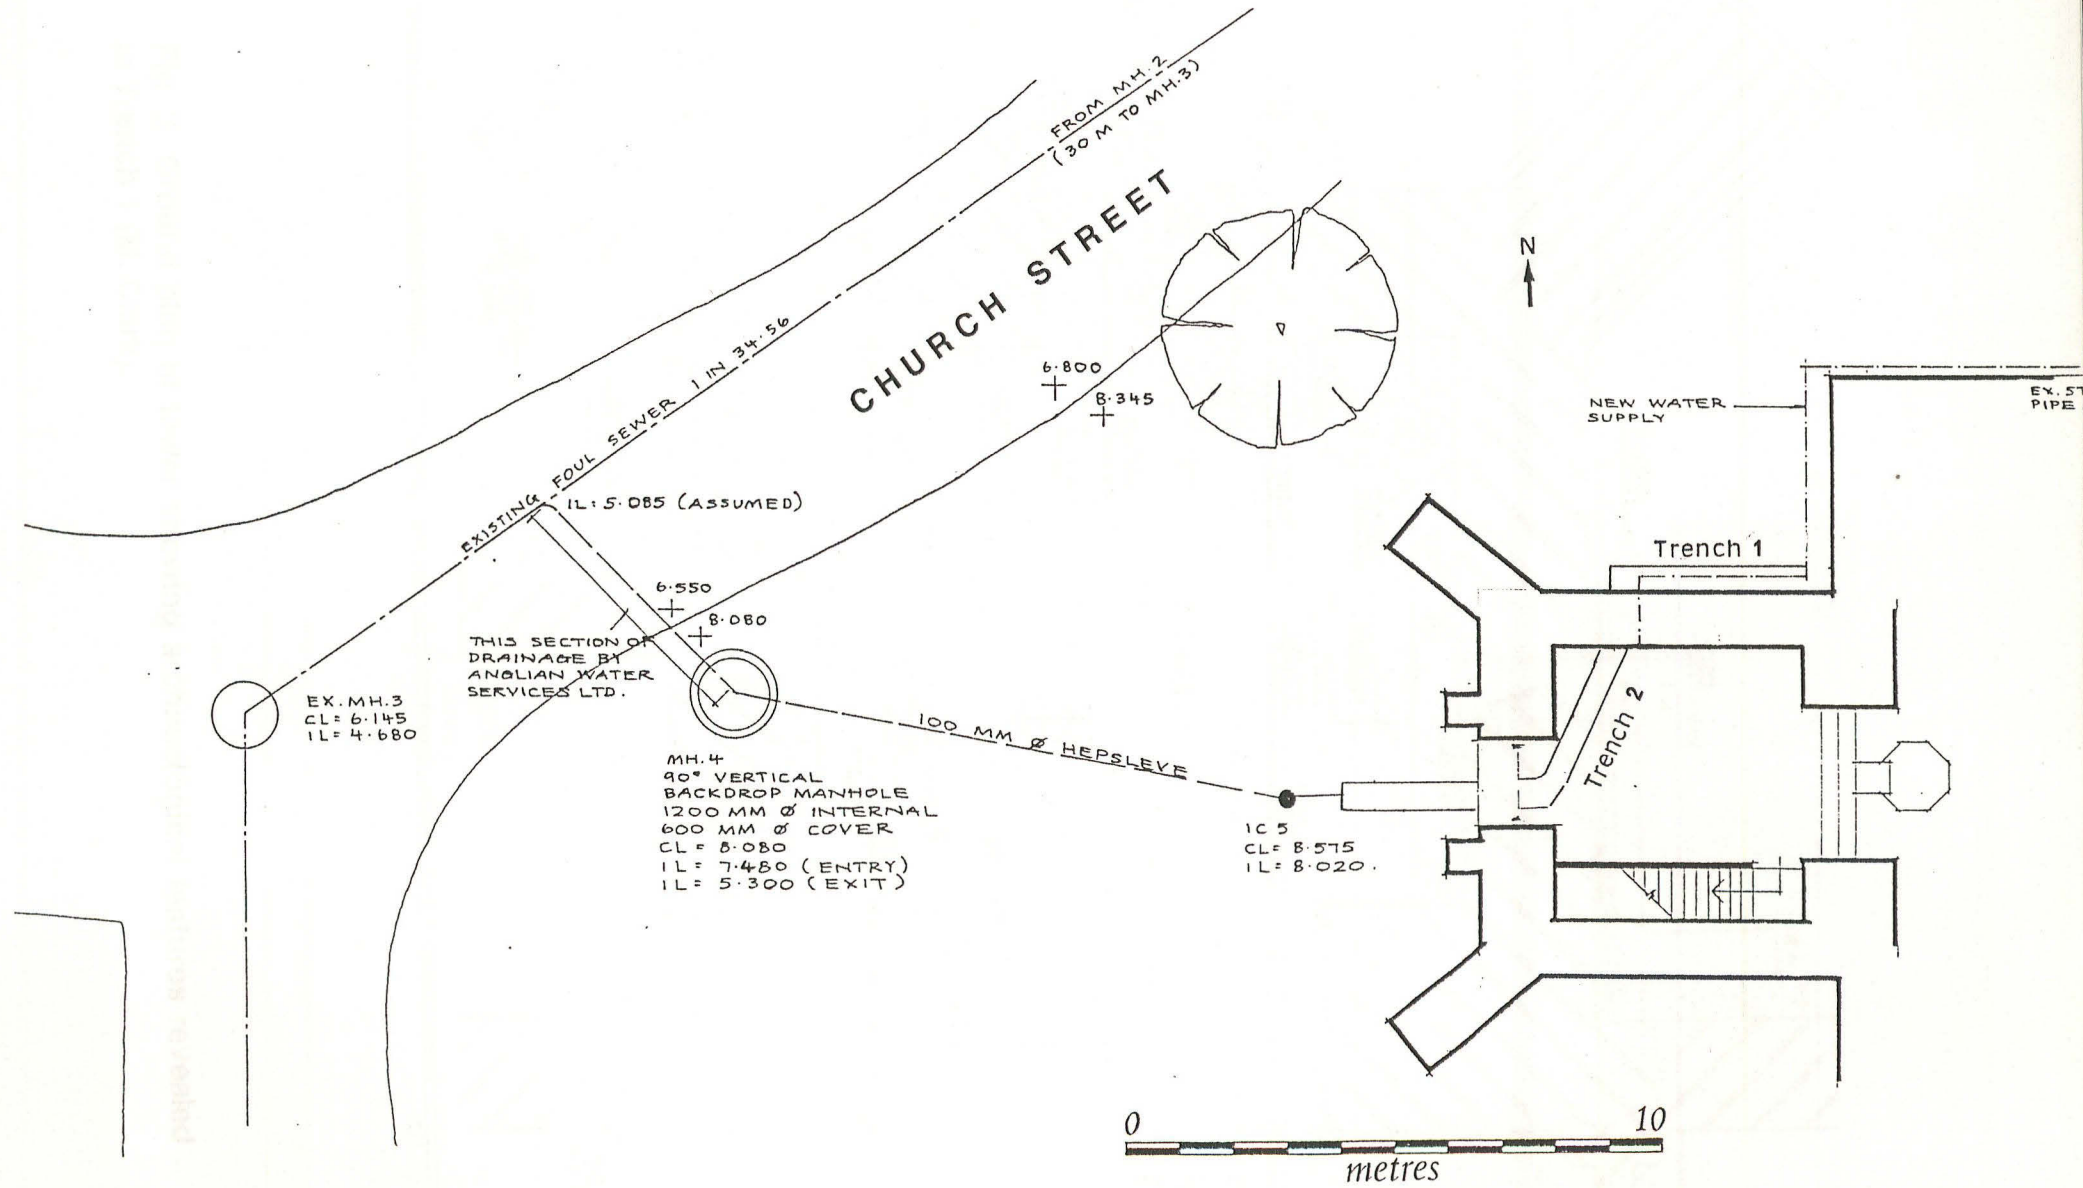 FROM MH.2
(30 M TO MH.3)
CHURCH STREET
N
EXISTING FOUL SEWER 1 IN 34.56
6.800
8.345
NEW WATER
SUPPLY
EX. ST
PIPE
IL: 5.085 (ASSUMED)
Trench 1
6.550
8.080
THIS SECTION OF
DRAINAGE BY
ANGLIAN WATER
SERVICES LTD.
EX. MH.3
CL= 6.145
IL= 4.680
Trench 2
100 MM Ø HEPSLEVE
MH.4
90° VERTICAL
BACKDROP MANHOLE
1200 MM Ø INTERNAL
600 MM Ø COVER
CL= 8.080
IL= 7.480 (ENTRY)
IL= 5.300 (EXIT)
IC 5
CL= 8.575
IL= 8.020.
0 10
metres